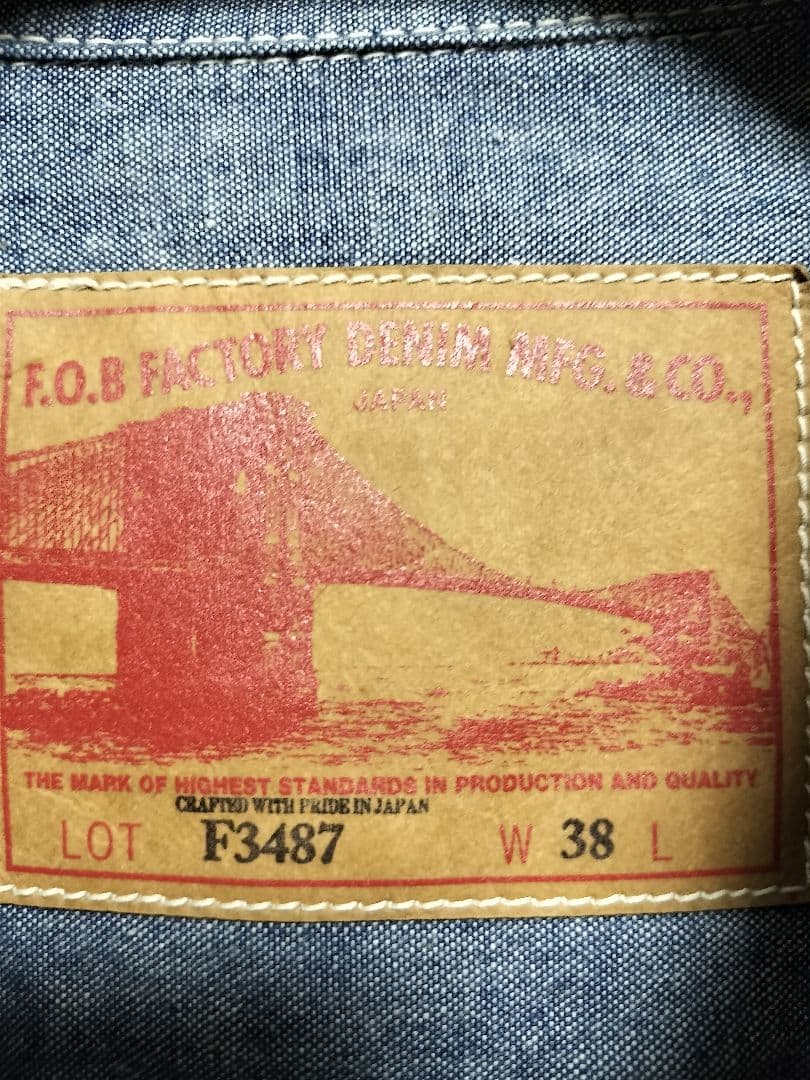 F.O.B FACTORY DENIM MFG. & CO.,
JAPAN
THE MARK OF HIGHEST STANDARDS IN PRODUCTION AND QUALITY
CRAFTED WITH PRIDE IN JAPAN
LOT F3487 W 38 L